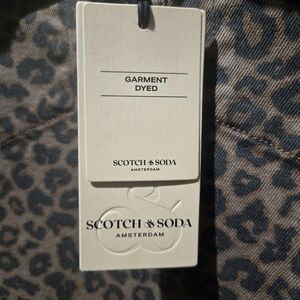 GARMENT
DYED
SCOTCH & SODA
AMSTERDAM
SCOTCH & SODA
AMSTERDAM